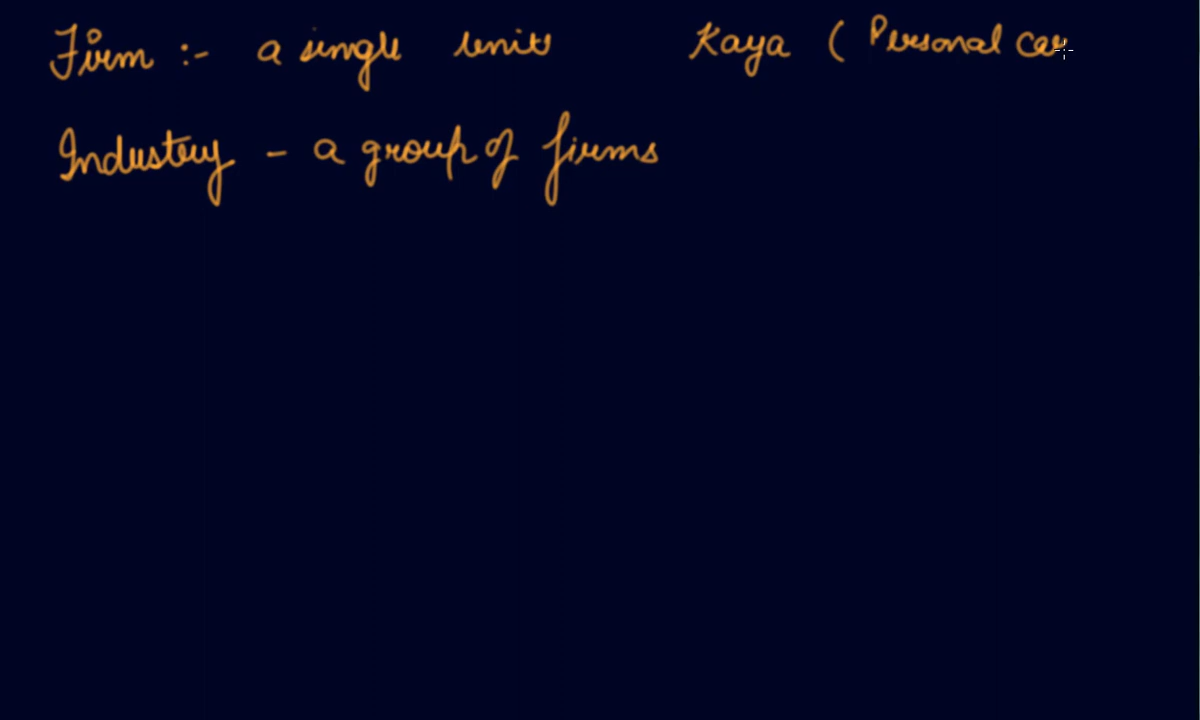 Firm :- a single unit Kaya ( Personal car
Industry - a group of firms